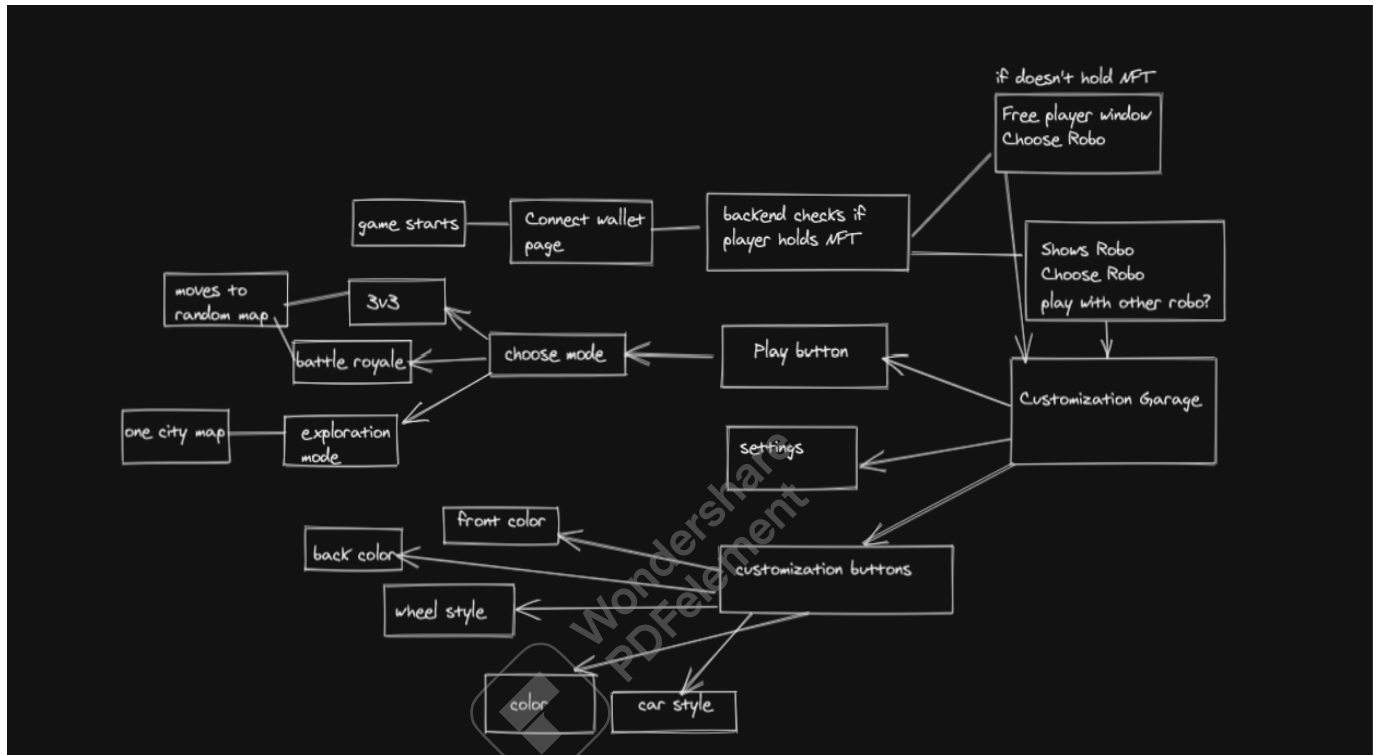 if doesn't hold NFT
Free player window
Choose Robo
game starts
Connect wallet
page
backend checks if
player holds NFT
Shows Robo
Choose Robo
play with other robo?
moves to
random map
3v3
battle royale
choose mode
Play button
Customization Garage
one city map
exploration
mode
settings
front color
back color
wheel style
customization buttons
color
car style
Wondershare
PDFelement